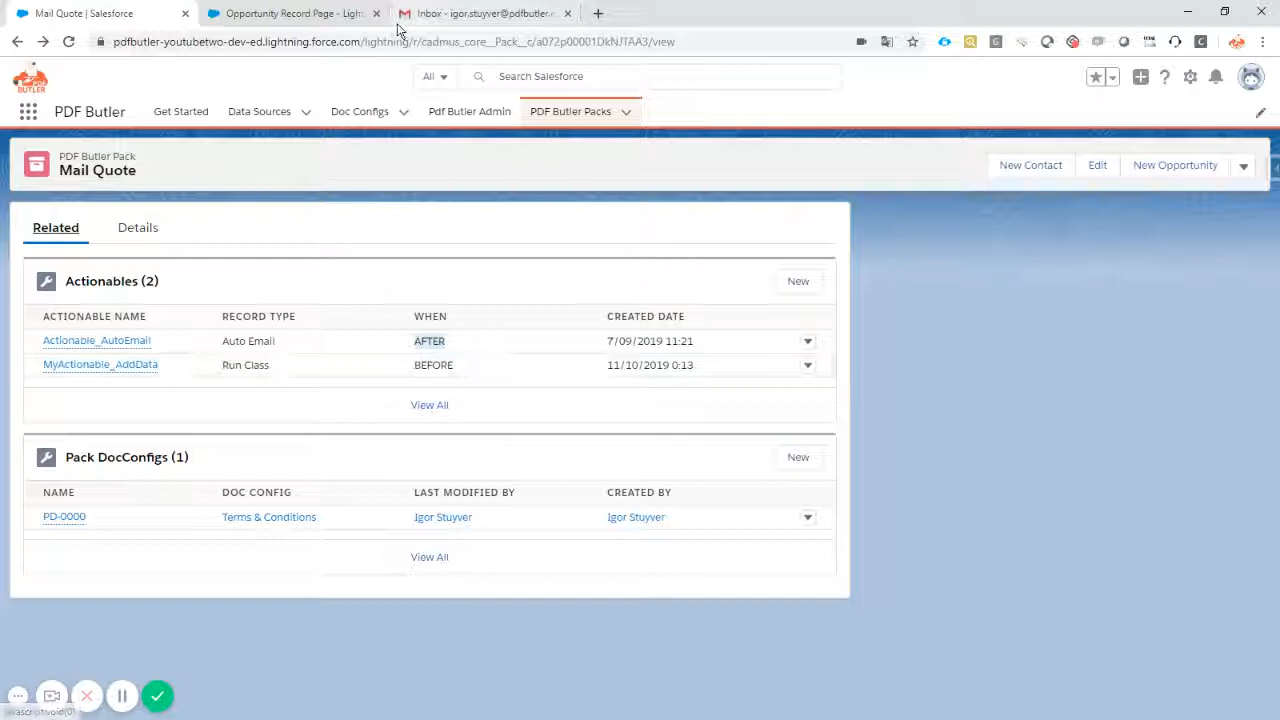 Mail Quote | Salesforce
Opportunity Record Page - Light
Inbox - igor.stuyver@pdfbutler.c
pdfbutler-youtubetwo-dev-ed.lightning.force.com/lightning/r/cadmus_core__Pack__c/a072p00001DkNJTAA3/view
BUTLER
All
Search Salesforce
PDF Butler
Get Started
Data Sources
Doc Configs
Pdf Butler Admin
PDF Butler Packs
PDF Butler Pack
Mail Quote
New Contact
Edit
New Opportunity
Related
Details
Actionables (2)
New
ACTIONABLE NAME RECORD TYPE WHEN CREATED DATE
Actionable_AutoEmail Auto Email AFTER 7/09/2019 11:21
MyActionable_AddData Run Class BEFORE 11/10/2019 0:13
View All
Pack DocConfigs (1)
New
NAME DOC CONFIG LAST MODIFIED BY CREATED BY
PD-0000 Terms & Conditions Igor Stuyver Igor Stuyver
View All
javascript:void(0)